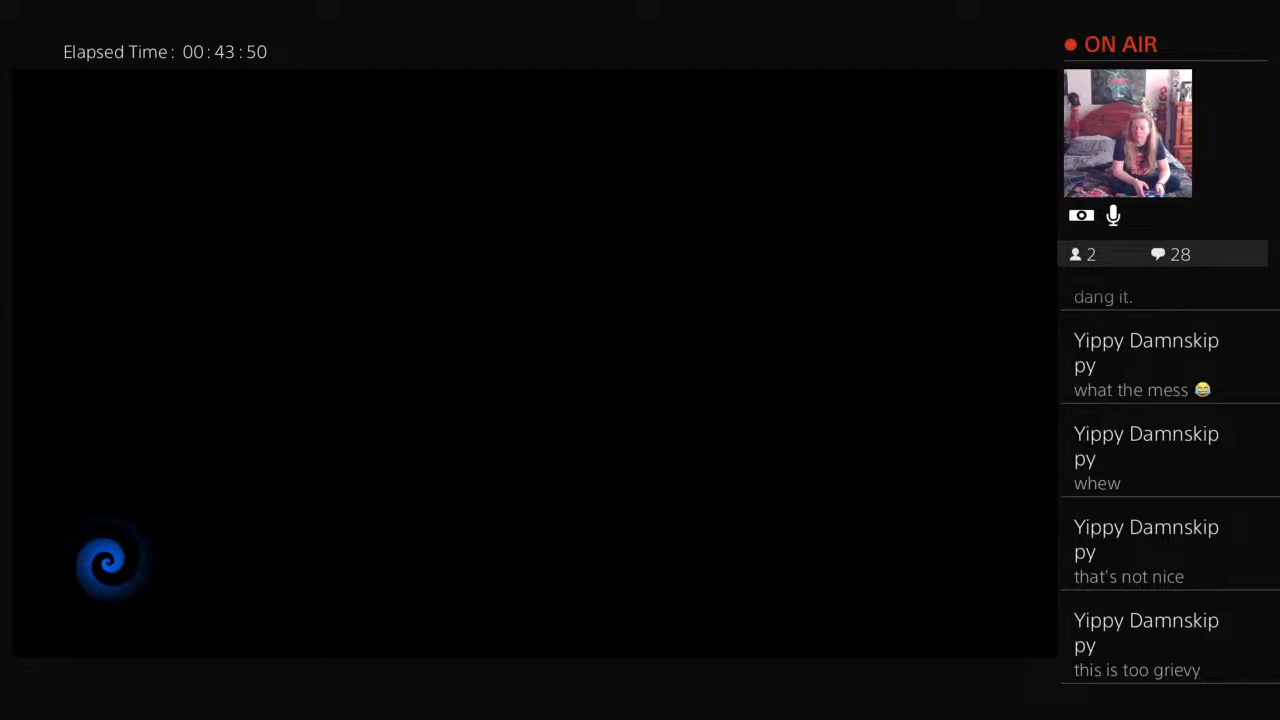 Elapsed Time: 00:43:50
ON AIR
2 28
dang it.
Yippy Damnskip
py
what the mess 😂
Yippy Damnskip
py
whew
Yippy Damnskip
py
that's not nice
Yippy Damnskip
py
this is too grievy